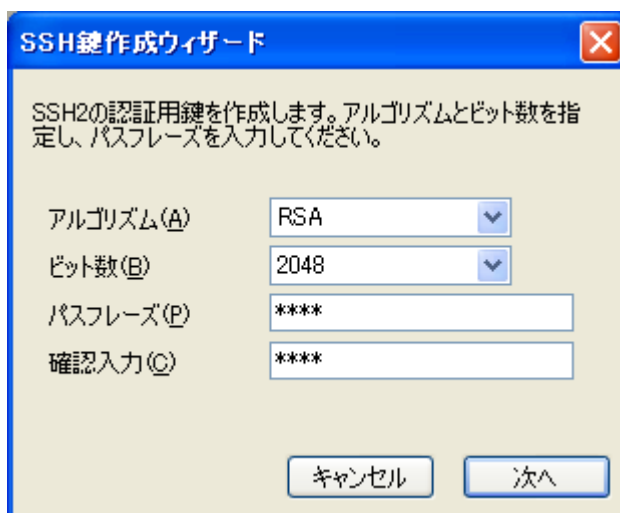 SSH鍵作成ウィザード
SSH2の認証用鍵を作成します。アルゴリズムとビット数を指
定し、パスフレーズを入力してください。
アルゴリズム(A) RSA
ビット数(B) 2048
パスフレーズ(P) ****
確認入力(C) ****
キャンセル 次へ